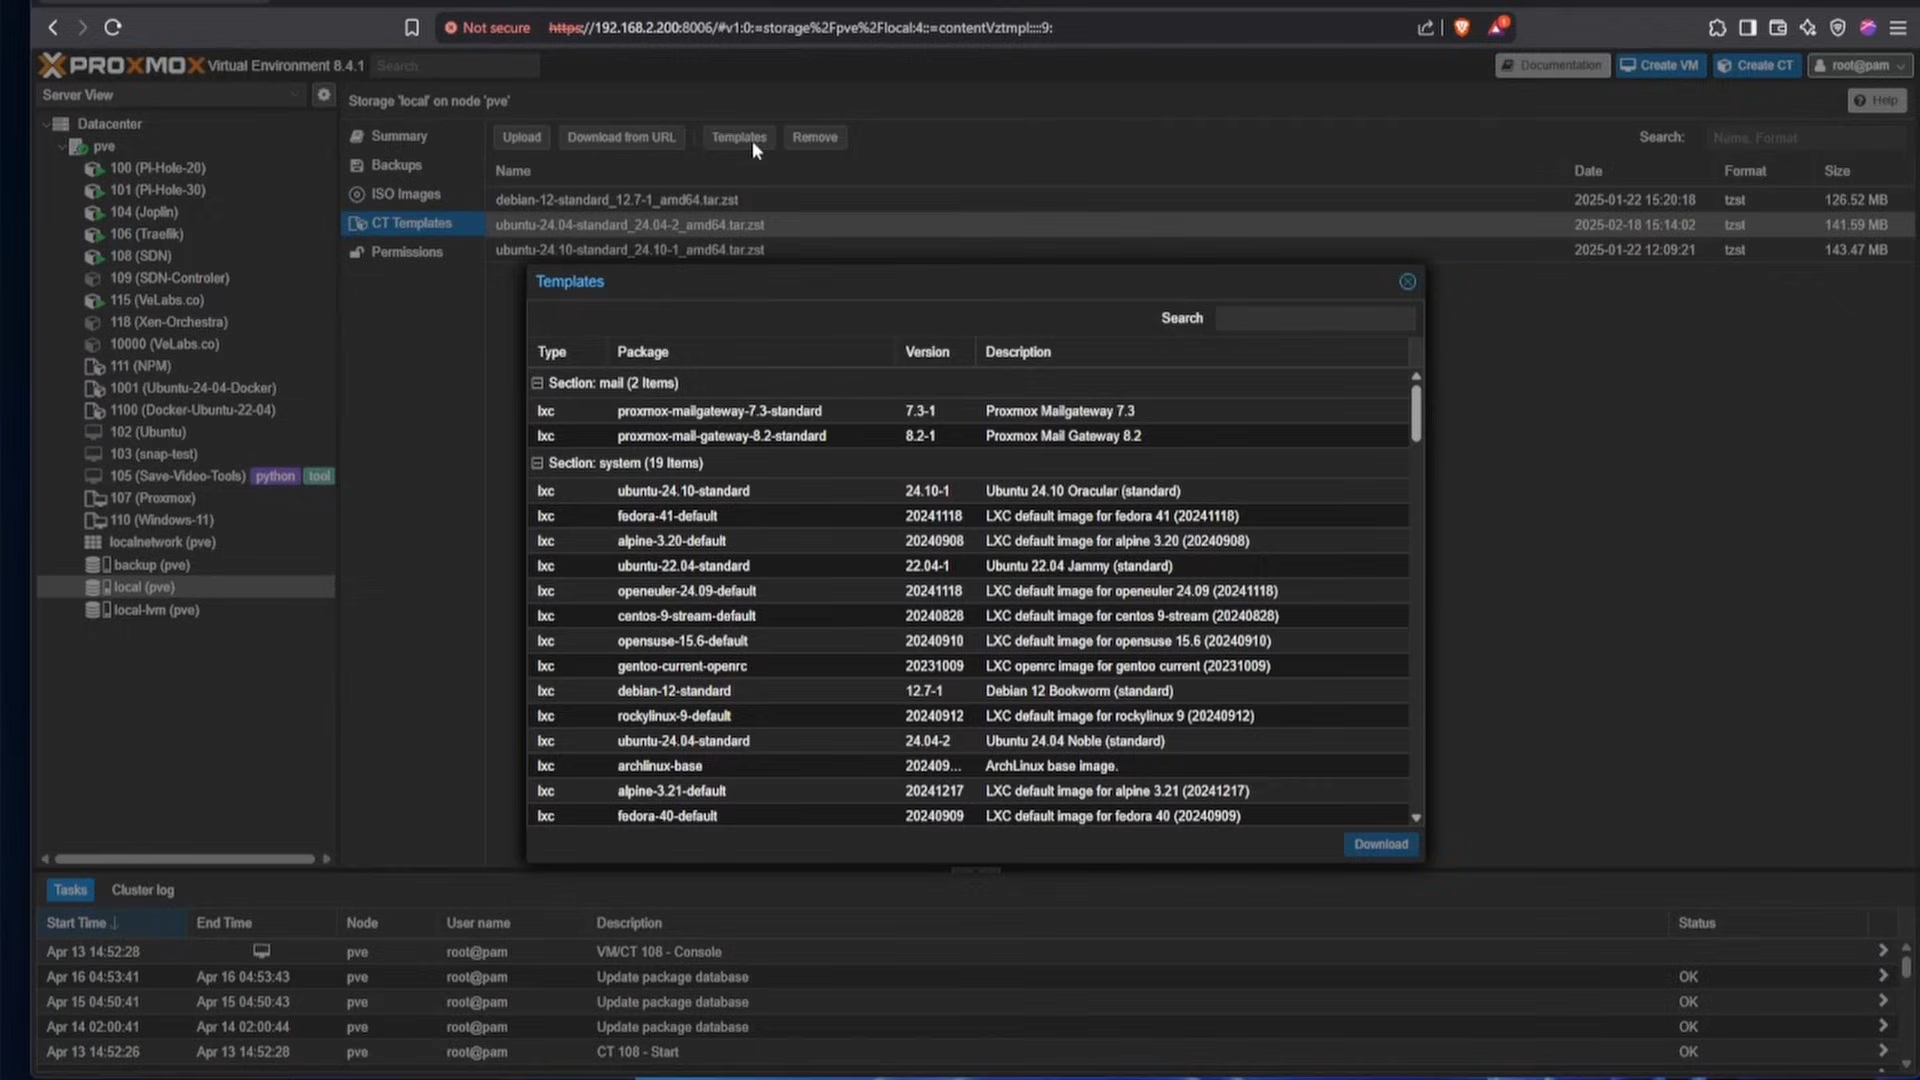 Not secure https://192.168.2.200:8006/#v1:0:=storage%2Fpve%2Flocal:4::=contentVztmpl::::9:
PROXMOX Virtual Environment 8.4.1 Search Documentation Create VM Create CT root@pam
Server View Storage 'local' on node 'pve' Help
Datacenter
pve
100 (PI-Hole-20)
101 (PI-Hole-30)
104 (Joplin)
106 (Traelik)
108 (SDN)
109 (SDN-Controler)
115 (VeLabs.co)
118 (Xen-Orchestra)
10000 (VeLabs.co)
111 (NPM)
1001 (Ubuntu-24-04-Docker)
1100 (Docker-Ubuntu-22-04)
102 (Ubuntu)
103 (snap-test)
105 (Save-Video-Tools) python tool
107 (Proxmox)
110 (Windows-11)
localnetwork (pve)
backup (pve)
local (pve)
local-lvm (pve)
Summary
Backups
ISO Images
CT Templates
Permissions
Upload Download from URL Templates Remove Search: Name, Format
Name Date Format Size
debian-12-standard_12.7-1_amd64.tar.zst 2025-01-22 15:20:18 tzst 126.52 MB
ubuntu-24.04-standard_24.04-2_amd64.tar.zst 2025-02-18 15:14:02 tzst 141.59 MB
ubuntu-24.10-standard_24.10-1_amd64.tar.zst 2025-01-22 12:09:21 tzst 143.47 MB
Templates
Search
Type Package Version Description
Section: mail (2 Items)
lxc proxmox-mailgateway-7.3-standard 7.3-1 Proxmox Mailgateway 7.3
lxc proxmox-mail-gateway-8.2-standard 8.2-1 Proxmox Mail Gateway 8.2
Section: system (19 Items)
lxc ubuntu-24.10-standard 24.10-1 Ubuntu 24.10 Oracular (standard)
lxc fedora-41-default 20241118 LXC default image for fedora 41 (20241118)
lxc alpine-3.20-default 20240908 LXC default image for alpine 3.20 (20240908)
lxc ubuntu-22.04-standard 22.04-1 Ubuntu 22.04 Jammy (standard)
lxc openeuler-24.09-default 20241118 LXC default image for openeuler 24.09 (20241118)
lxc centos-9-stream-default 20240828 LXC default image for centos 9-stream (20240828)
lxc opensuse-15.6-default 20240910 LXC default image for opensuse 15.6 (20240910)
lxc gentoo-current-openrc 20231009 LXC openrc image for gentoo current (20231009)
lxc debian-12-standard 12.7-1 Debian 12 Bookworm (standard)
lxc rockylinux-9-default 20240912 LXC default image for rockylinux 9 (20240912)
lxc ubuntu-24.04-standard 24.04-2 Ubuntu 24.04 Noble (standard)
lxc archlinux-base 202409... ArchLinux base image.
lxc alpine-3.21-default 20241217 LXC default image for alpine 3.21 (20241217)
lxc fedora-40-default 20240909 LXC default image for fedora 40 (20240909)
Download
Tasks Cluster log
Start Time End Time Node User name Description Status
Apr 13 14:52:28 pve root@pam VM/CT 108 - Console
Apr 16 04:53:41 Apr 16 04:53:43 pve root@pam Update package database OK
Apr 15 04:50:41 Apr 15 04:50:43 pve root@pam Update package database OK
Apr 14 02:00:41 Apr 14 02:00:44 pve root@pam Update package database OK
Apr 13 14:52:26 Apr 13 14:52:28 pve root@pam CT 108 - Start OK